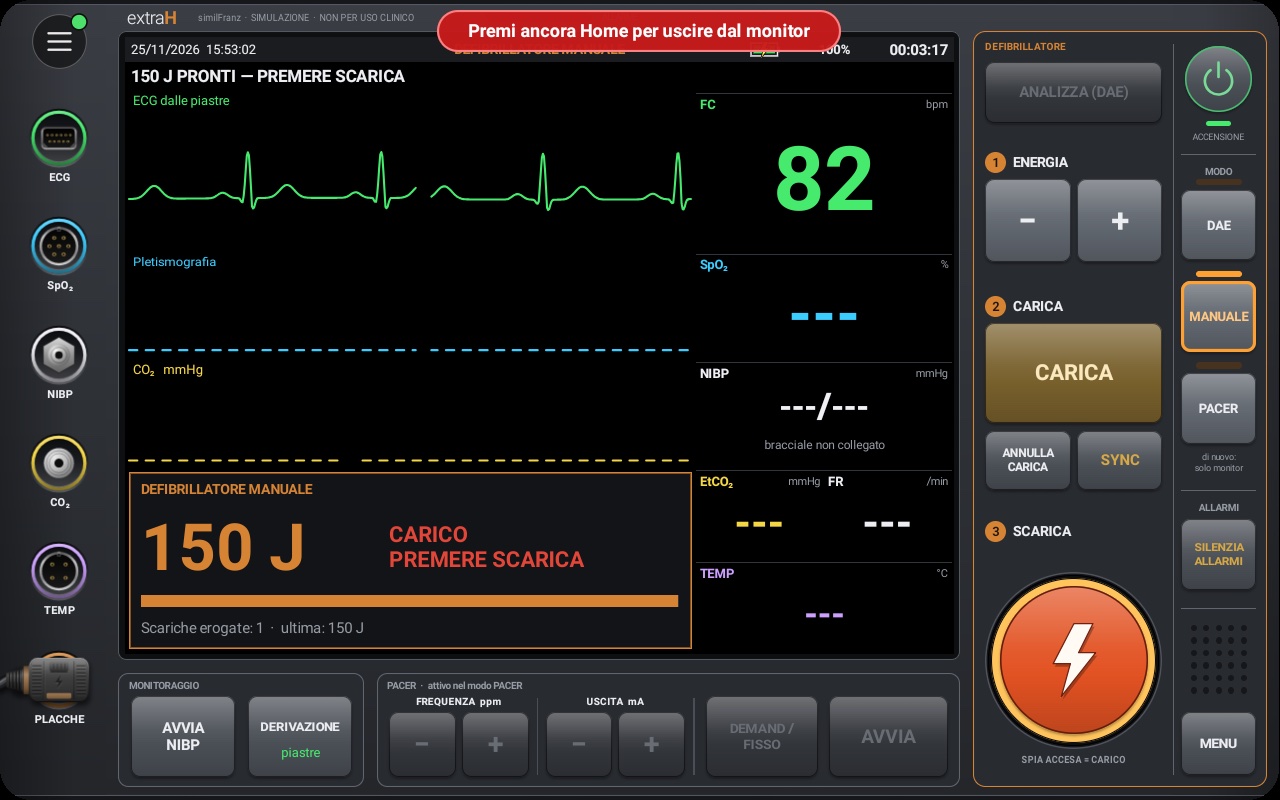 extraH
similFranz · SIMULAZIONE · NON PER USO CLINICO
Premi ancora Home per uscire dal monitor
25/11/2026 15:53:02
DEFIBRILLATORE MANUALE
100%
00:03:17
150 J PRONTI — PREMERE SCARICA
ECG dalle piastre
FC
bpm
82
Pletismografia
SpO₂
%
---
CO₂ mmHg
NIBP
mmHg
---/---
bracciale non collegato
EtCO₂
mmHg
FR
/min
---
---
TEMP
°C
---
DEFIBRILLATORE MANUALE
150 J
CARICO
PREMERE SCARICA
Scariche erogate: 1 · ultima: 150 J
ECG
SpO₂
NIBP
CO₂
TEMP
PLACCHE
MONITORAGGIO
AVVIA
NIBP
DERIVAZIONE
piastre
PACER · attivo nel modo PACER
FREQUENZA ppm
−
+
USCITA mA
−
+
DEMAND /
FISSO
AVVIA
DEFIBRILLATORE
ANALIZZA (DAE)
1 ENERGIA
−
+
2 CARICA
CARICA
ANNULLA
CARICA
SYNC
3 SCARICA
SPIA ACCESA = CARICO
ACCENSIONE
MODO
DAE
MANUALE
PACER
di nuovo:
solo monitor
ALLARMI
SILENZIA
ALLARMI
MENU